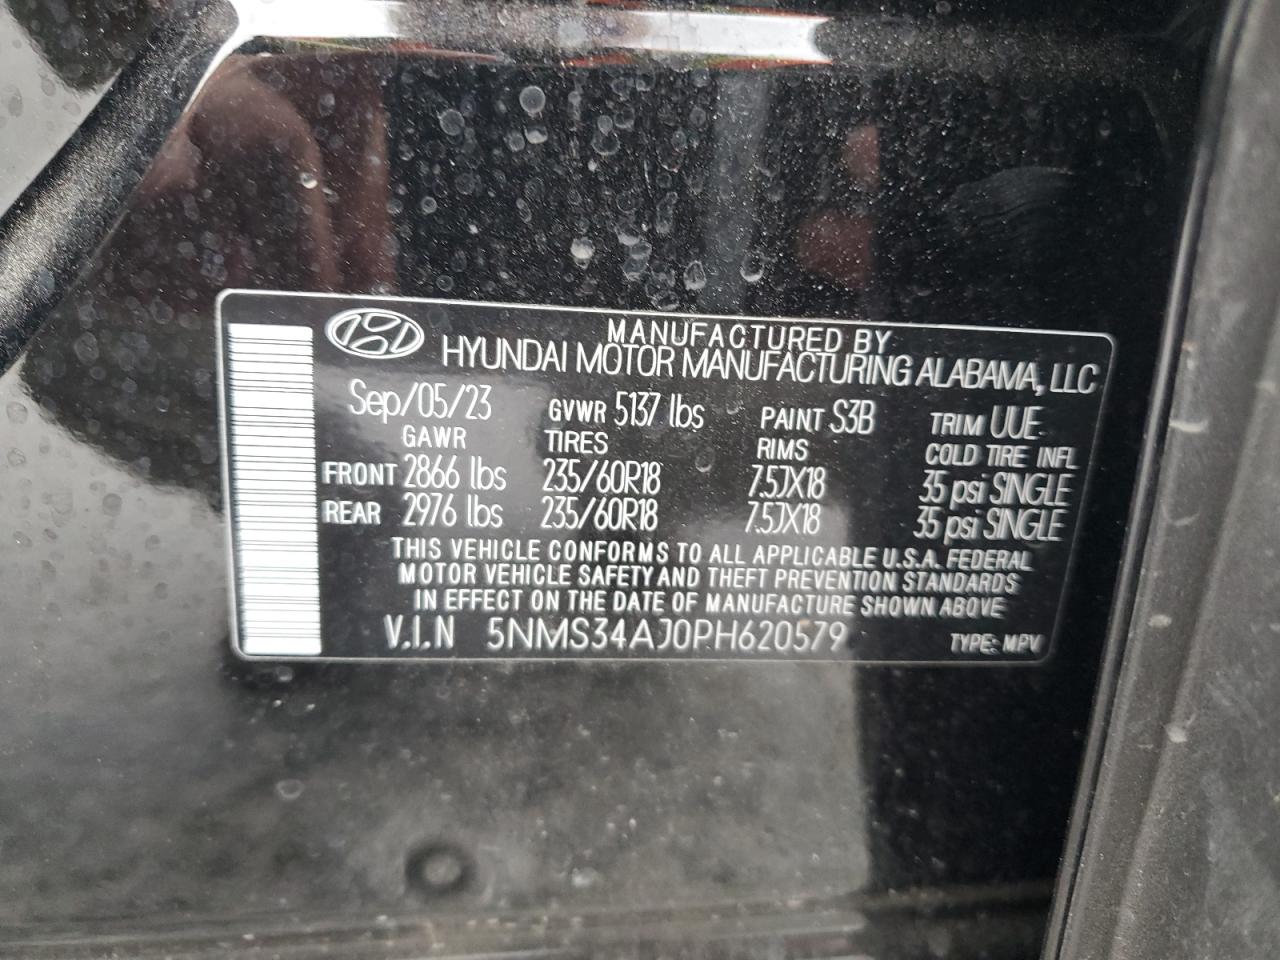 MANUFACTURED BY
HYUNDAI MOTOR MANUFACTURING ALABAMA, LLC
Sep/05/23 GVWR 5137 lbs PAINT S3B TRIM UUE
GAWR TIRES RIMS COLD TIRE INFL
FRONT 2866 lbs 235/60R18 7.5JX18 35 psi SINGLE
REAR 2976 lbs 235/60R18 7.5JX18 35 psi SINGLE
THIS VEHICLE CONFORMS TO ALL APPLICABLE U.S.A. FEDERAL
MOTOR VEHICLE SAFETY AND THEFT PREVENTION STANDARDS
IN EFFECT ON THE DATE OF MANUFACTURE SHOWN ABOVE
V.I.N 5NMS34AJ0PH620579 TYPE: MPV